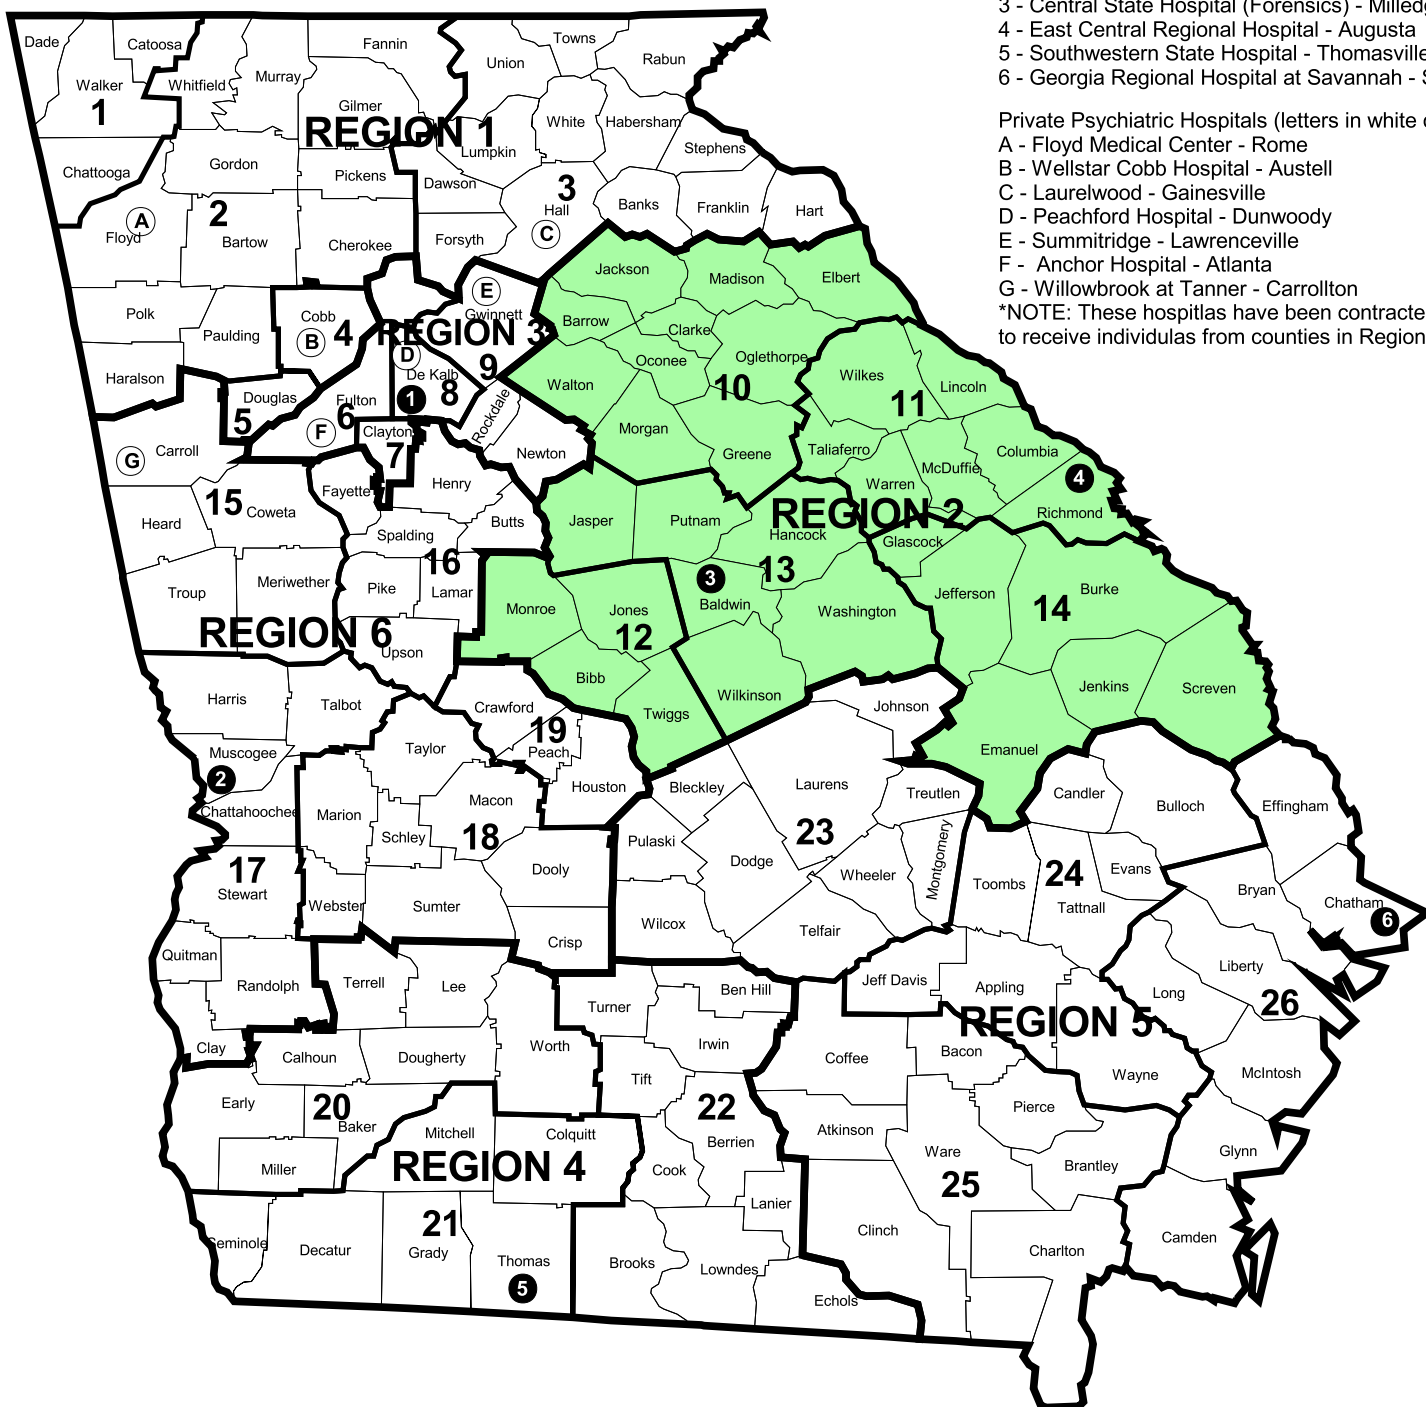 3 - Central State Hospital (Forensics) - Milledg
4 - East Central Regional Hospital - Augusta
5 - Southwestern State Hospital - Thomasville
6 - Georgia Regional Hospital at Savannah - S
Private Psychiatric Hospitals (letters in white c
A - Floyd Medical Center - Rome
B - Wellstar Cobb Hospital - Austell
C - Laurelwood - Gainesville
D - Peachford Hospital - Dunwoody
E - Summitridge - Lawrenceville
F - Anchor Hospital - Atlanta
G - Willowbrook at Tanner - Carrollton
*NOTE: These hospitlas have been contracte
to receive individulas from counties in Region
Dade
Catoosa
Fannin
Towns
Union
Rabun
Walker
1
Whitfield
Murray
Gilmer
REGION 1
White
Habersham
Lumpkin
Stephens
Chattooga
Gordon
Pickens
Dawson
3
Hall
C
Banks
Franklin
Hart
A
Floyd
2
Bartow
Cherokee
Forsyth
Jackson
Madison
Elbert
Polk
Paulding
Cobb
B
4
E
Gwinnett
REGION 3
Barrow
Clarke
Oconee
Oglethorpe
Haralson
Douglas
5
Fulton
6
F
D
De Kalb
1
8
9
Rockdale
Walton
10
Wilkes
11
Lincoln
Carroll
G
Clayton
7
Newton
Morgan
Greene
Taliaferro
McDuffie
Columbia
4
Warren
Richmond
Heard
15
Coweta
Fayette
Henry
Spalding
Butts
Jasper
Putnam
REGION 2
Hancock
Glascock
Troup
Meriwether
Pike
16
Lamar
Monroe
Jones
12
3
Baldwin
13
Washington
Jefferson
14
Burke
REGION 6
Upson
Bibb
Twiggs
Wilkinson
Jenkins
Screven
Harris
Talbot
Crawford
19
Peach
Johnson
Emanuel
Muscogee
2
Chattahoochee
Taylor
Houston
Bleckley
Laurens
Treutlen
Candler
Bulloch
Effingham
Marion
Macon
Schley
18
Pulaski
23
Montgomery
17
Stewart
Webster
Sumter
Dooly
Dodge
Wheeler
Toombs
24
Tattnall
Evans
Bryan
Chatham
6
Crisp
Wilcox
Telfair
Quitman
Randolph
Terrell
Lee
Turner
Ben Hill
Jeff Davis
Appling
Long
Liberty
26
REGION 5
Clay
Calhoun
Dougherty
Worth
Irwin
Tift
Coffee
Bacon
Wayne
McIntosh
Early
20
Baker
Mitchell
Colquitt
22
Berrien
Atkinson
Pierce
Ware
Brantley
Glynn
Miller
REGION 4
Cook
Lanier
25
Seminole
Decatur
21
Grady
Thomas
5
Brooks
Lowndes
Echols
Clinch
Charlton
Camden